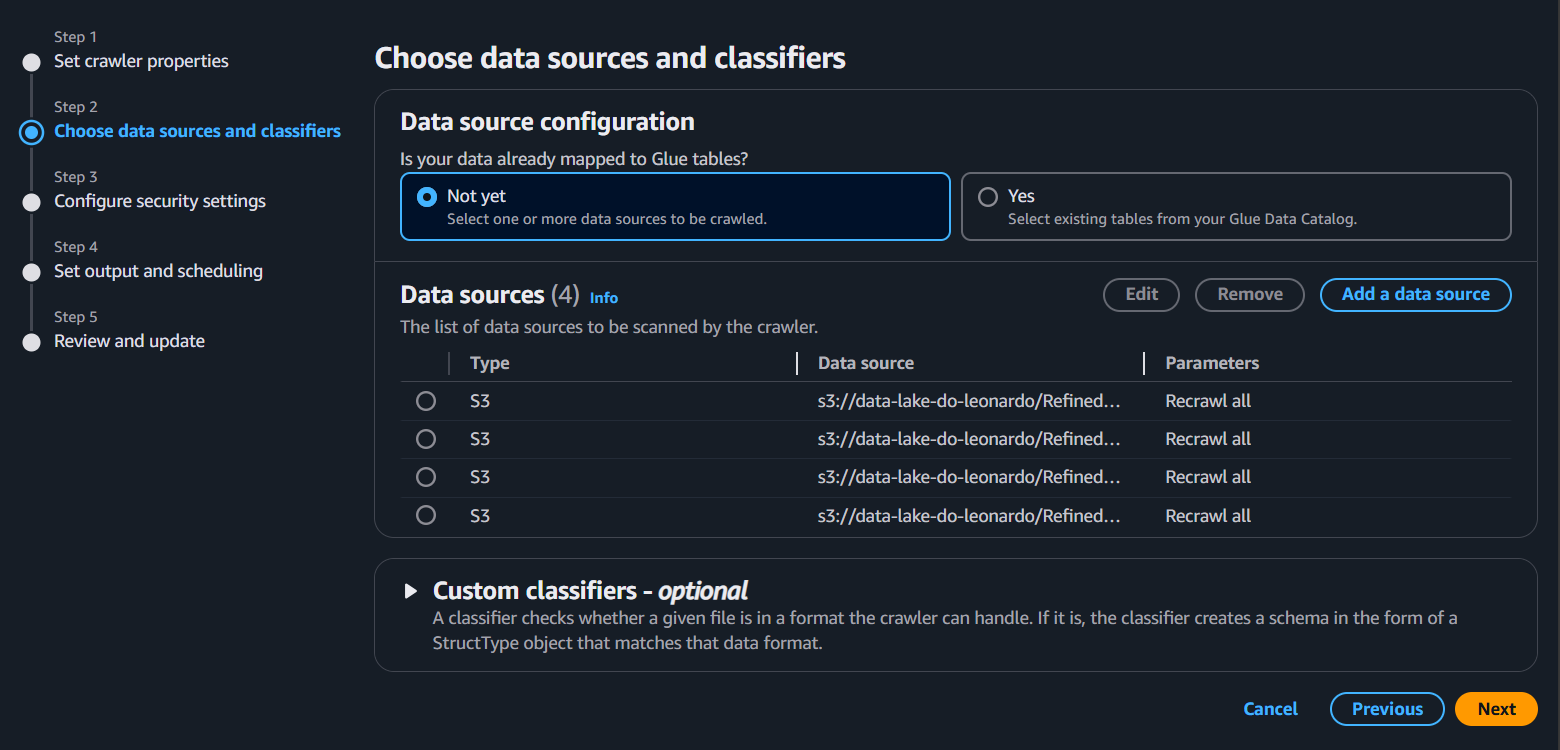 Step 1
Set crawler properties
Step 2
Choose data sources and classifiers
Step 3
Configure security settings
Step 4
Set output and scheduling
Step 5
Review and update
Choose data sources and classifiers
Data source configuration
Is your data already mapped to Glue tables?
Not yet
Select one or more data sources to be crawled.
Yes
Select existing tables from your Glue Data Catalog.
Data sources (4) Info
Edit
Remove
Add a data source
The list of data sources to be scanned by the crawler.
Type Data source Parameters
S3 s3://data-lake-do-leonardo/Refined... Recrawl all
S3 s3://data-lake-do-leonardo/Refined... Recrawl all
S3 s3://data-lake-do-leonardo/Refined... Recrawl all
S3 s3://data-lake-do-leonardo/Refined... Recrawl all
Custom classifiers - optional
A classifier checks whether a given file is in a format the crawler can handle. If it is, the classifier creates a schema in the form of a
StructType object that matches that data format.
Cancel
Previous
Next